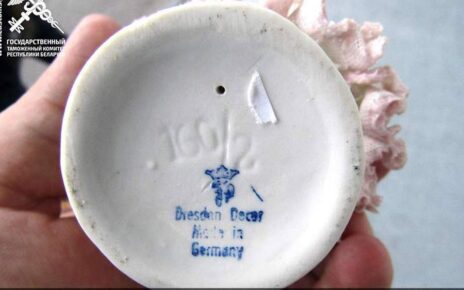 ГОСУДАРСТВЕННЫЙ
ТАМОЖЕННЫЙ КОМИТЕТ
РЕСПУБЛИКИ БЕЛАРУСЬ
.160/2
Dresden Decor
Made in
Germany